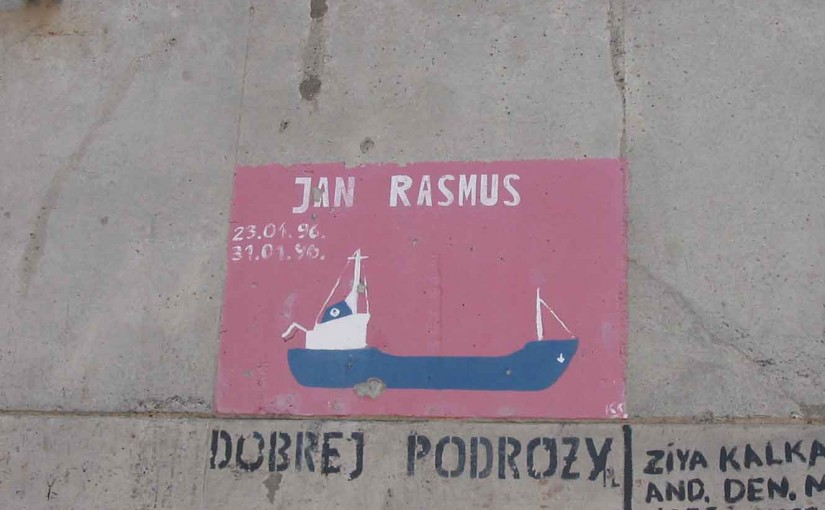 JAN RASMUS
23.01.96.
31.01.96.
DOBREJ PODROZY
PL
ZIYA KALKA
AND. DEN. M